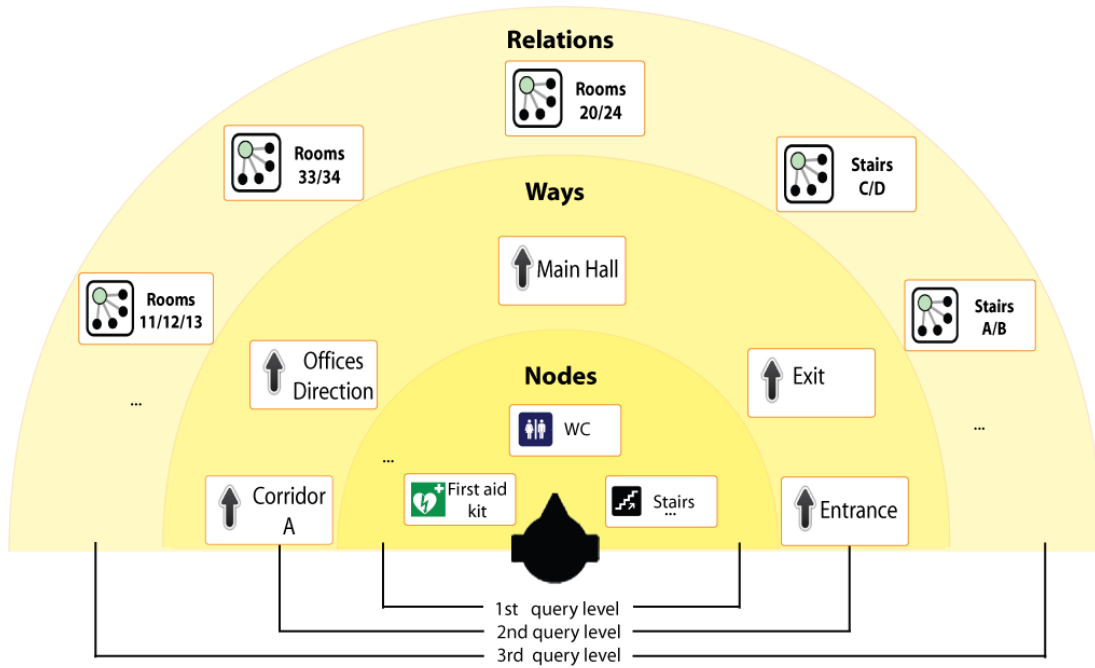 Relations
Rooms
20/24
Rooms
33/34
Stairs
C/D
Ways
Main Hall
Rooms
11/12/13
Stairs
A/B
Offices
Direction
Exit
Nodes
WC
...
...
...
Corridor
A
First aid
kit
Stairs
...
Entrance
1st query level
2nd query level
3rd query level